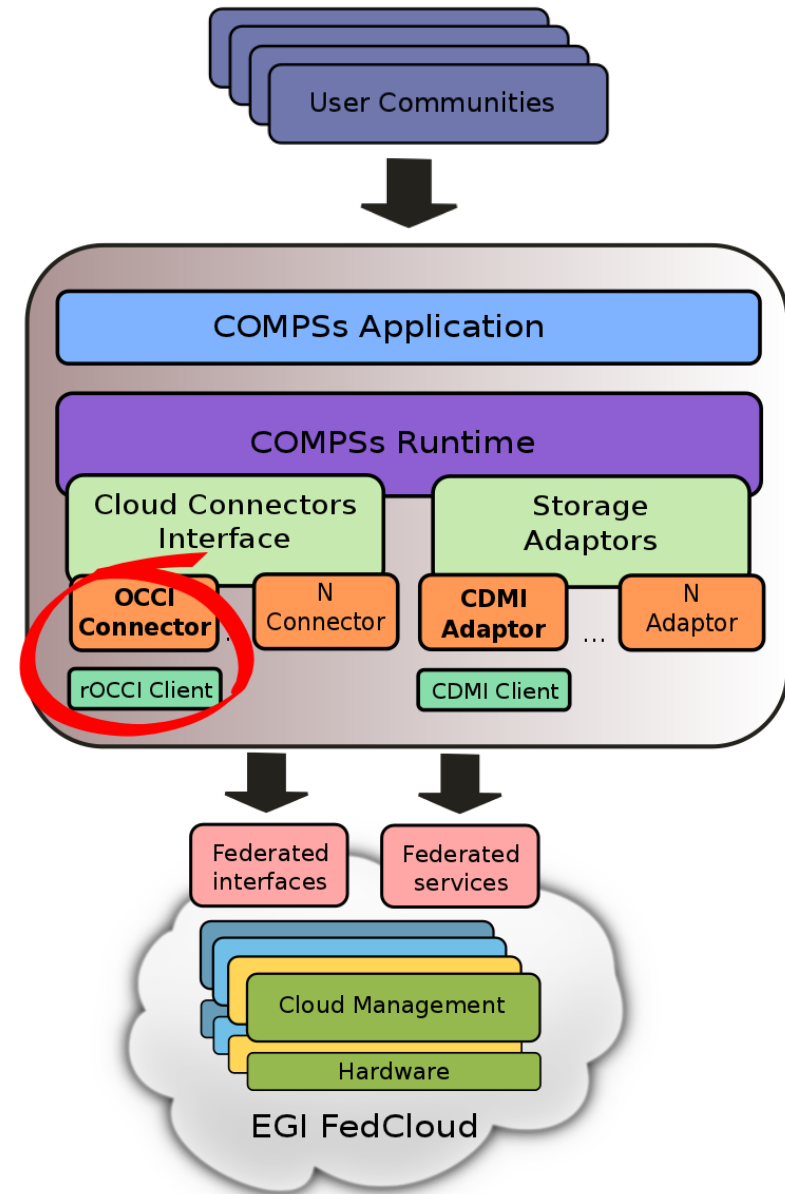 User Communities
COMPSs Application
COMPSs Runtime
Cloud Connectors
Interface
Storage
Adaptors
OCCI
Connector
N
Connector
CDMI
Adaptor
...
N
Adaptor
rOCCI Client
CDMI Client
Federated
interfaces
Federated
services
Cloud Management
Hardware
EGI FedCloud